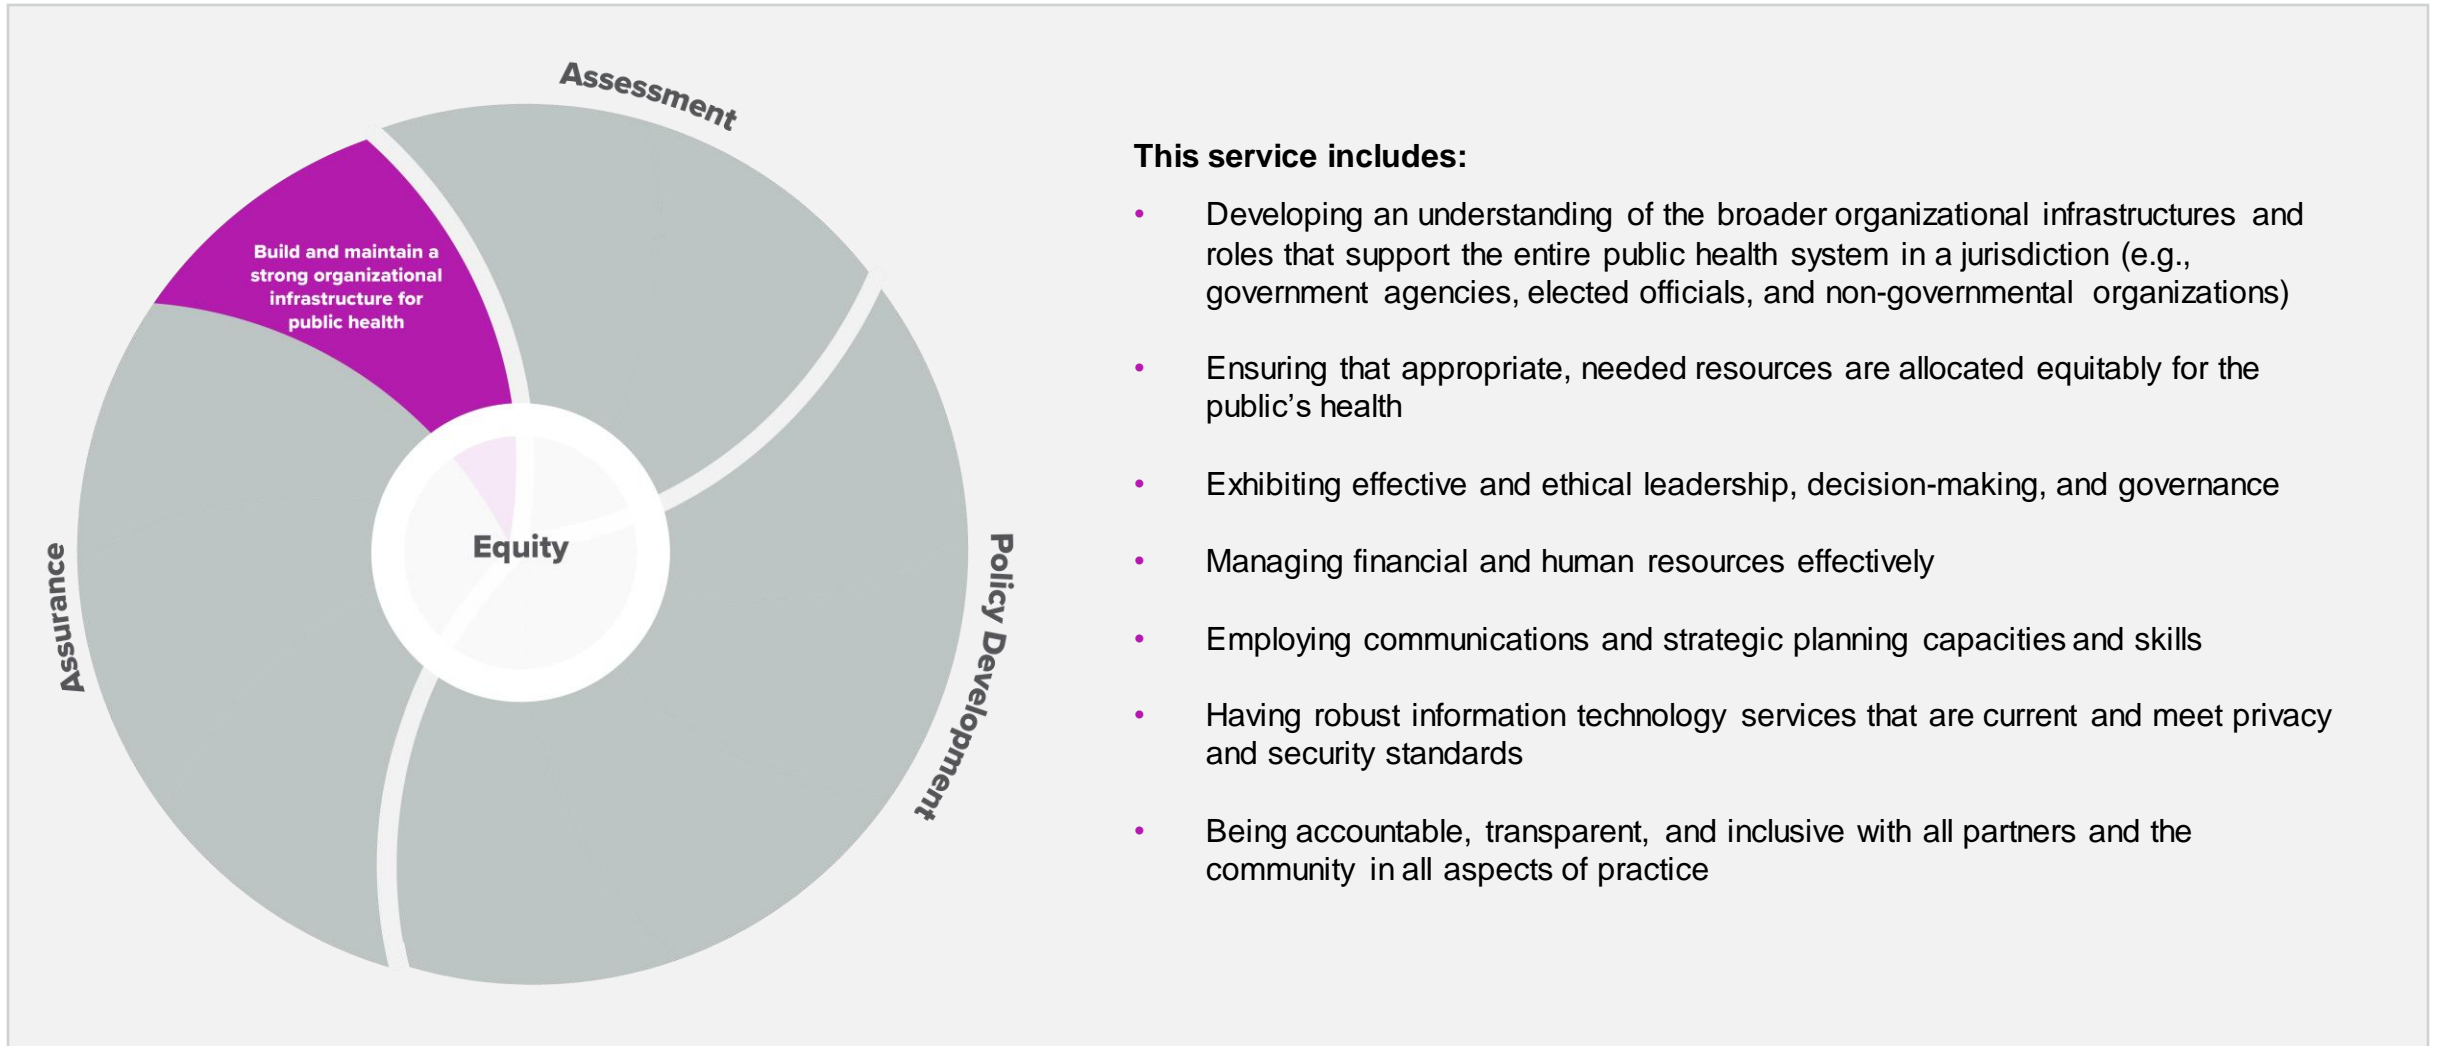 Assessment
Build and maintain a
strong organizational
infrastructure for
public health
Equity
Assurance
Policy Development
This service includes:
• Developing an understanding of the broader organizational infrastructures and
roles that support the entire public health system in a jurisdiction (e.g.,
government agencies, elected officials, and non-governmental organizations)
• Ensuring that appropriate, needed resources are allocated equitably for the
public’s health
• Exhibiting effective and ethical leadership, decision-making, and governance
• Managing financial and human resources effectively
• Employing communications and strategic planning capacities and skills
• Having robust information technology services that are current and meet privacy
and security standards
• Being accountable, transparent, and inclusive with all partners and the
community in all aspects of practice